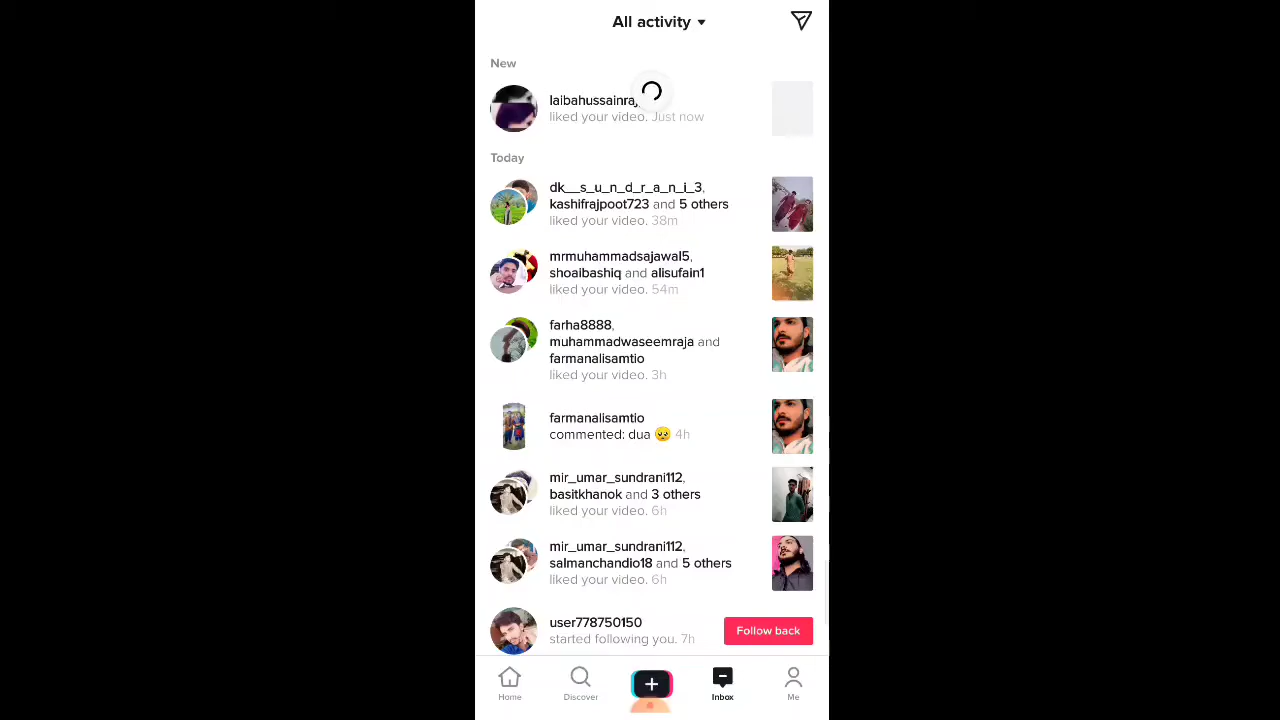 All activity
New
laibahussainraj
liked your video. Just now
Today
dk__s_u_n_d_r_a_n_i_3,
kashifrajpoot723 and 5 others
liked your video. 38m
mrmuhammadsajawal5,
shoaibashiq and alisufain1
liked your video. 54m
farha8888,
muhammadwaseemraja and
farmanalisamtio
liked your video. 3h
farmanalisamtio
commented: dua 🥺 4h
mir_umar_sundrani112,
basitkhanok and 3 others
liked your video. 6h
mir_umar_sundrani112,
salmanchandio18 and 5 others
liked your video. 6h
user778750150
started following you. 7h
Follow back
Home
Discover
Inbox
Me